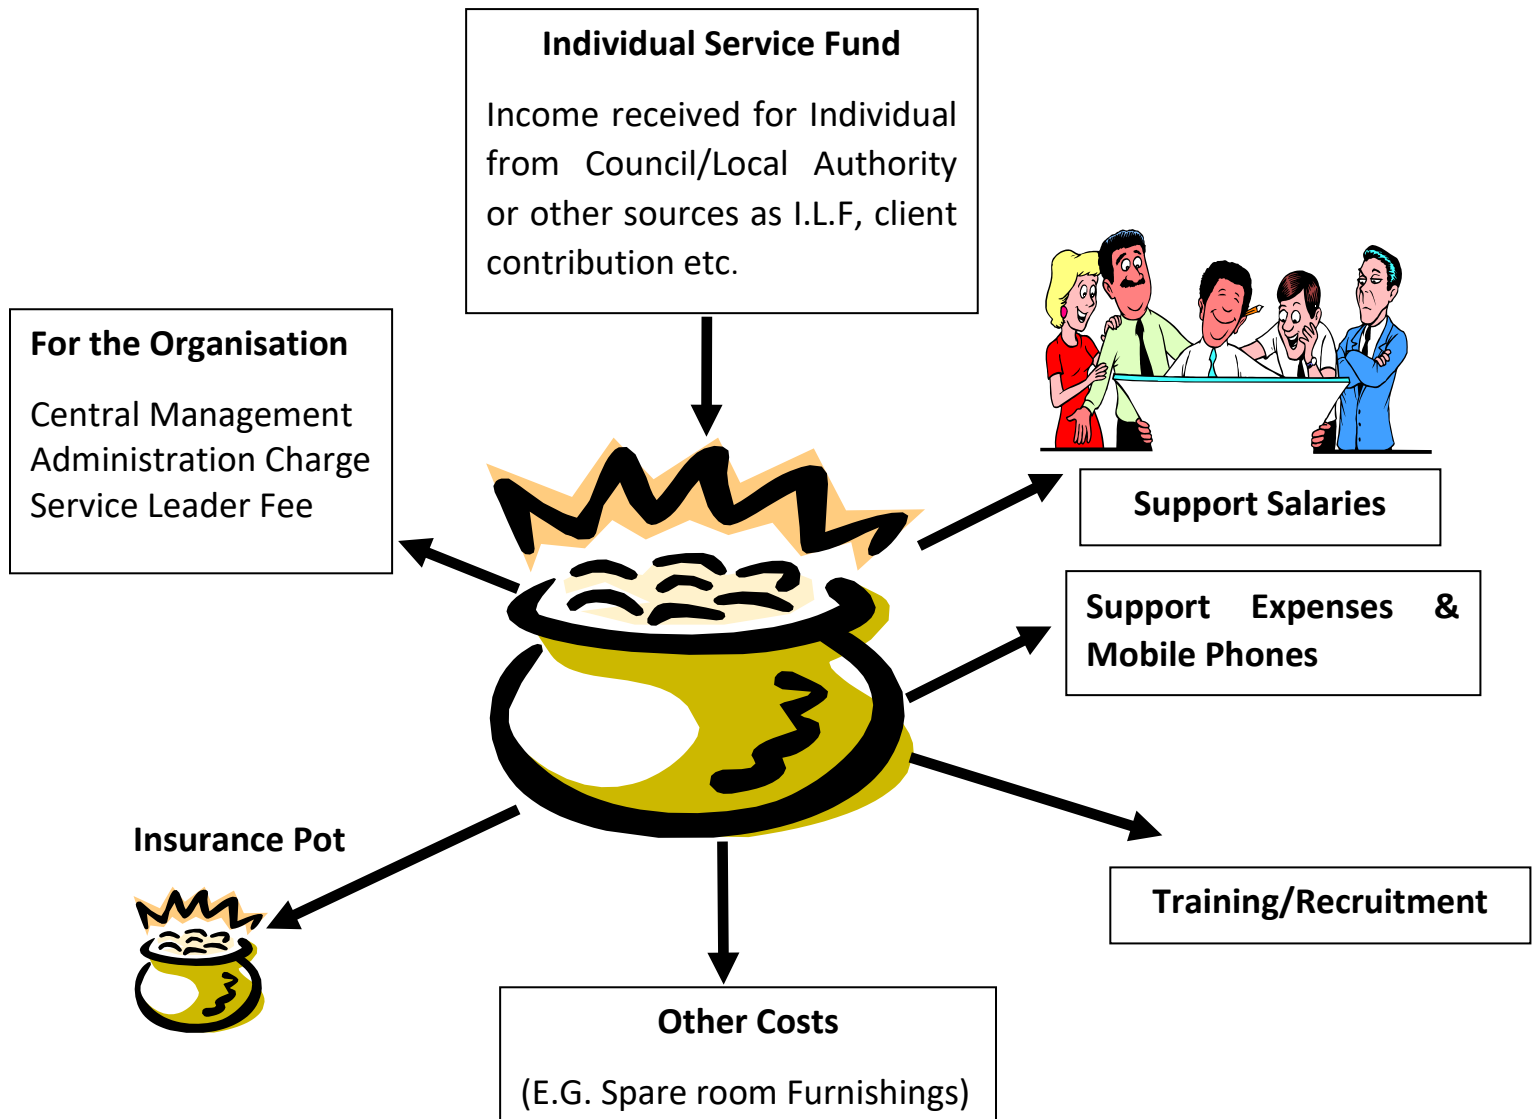 Individual Service Fund
Income received for Individual
from Council/Local Authority
or other sources as I.L.F, client
contribution etc.
For the Organisation
Central Management
Administration Charge
Service Leader Fee
Support Salaries
Support Expenses &
Mobile Phones
Insurance Pot
Training/Recruitment
Other Costs
(E.G. Spare room Furnishings)